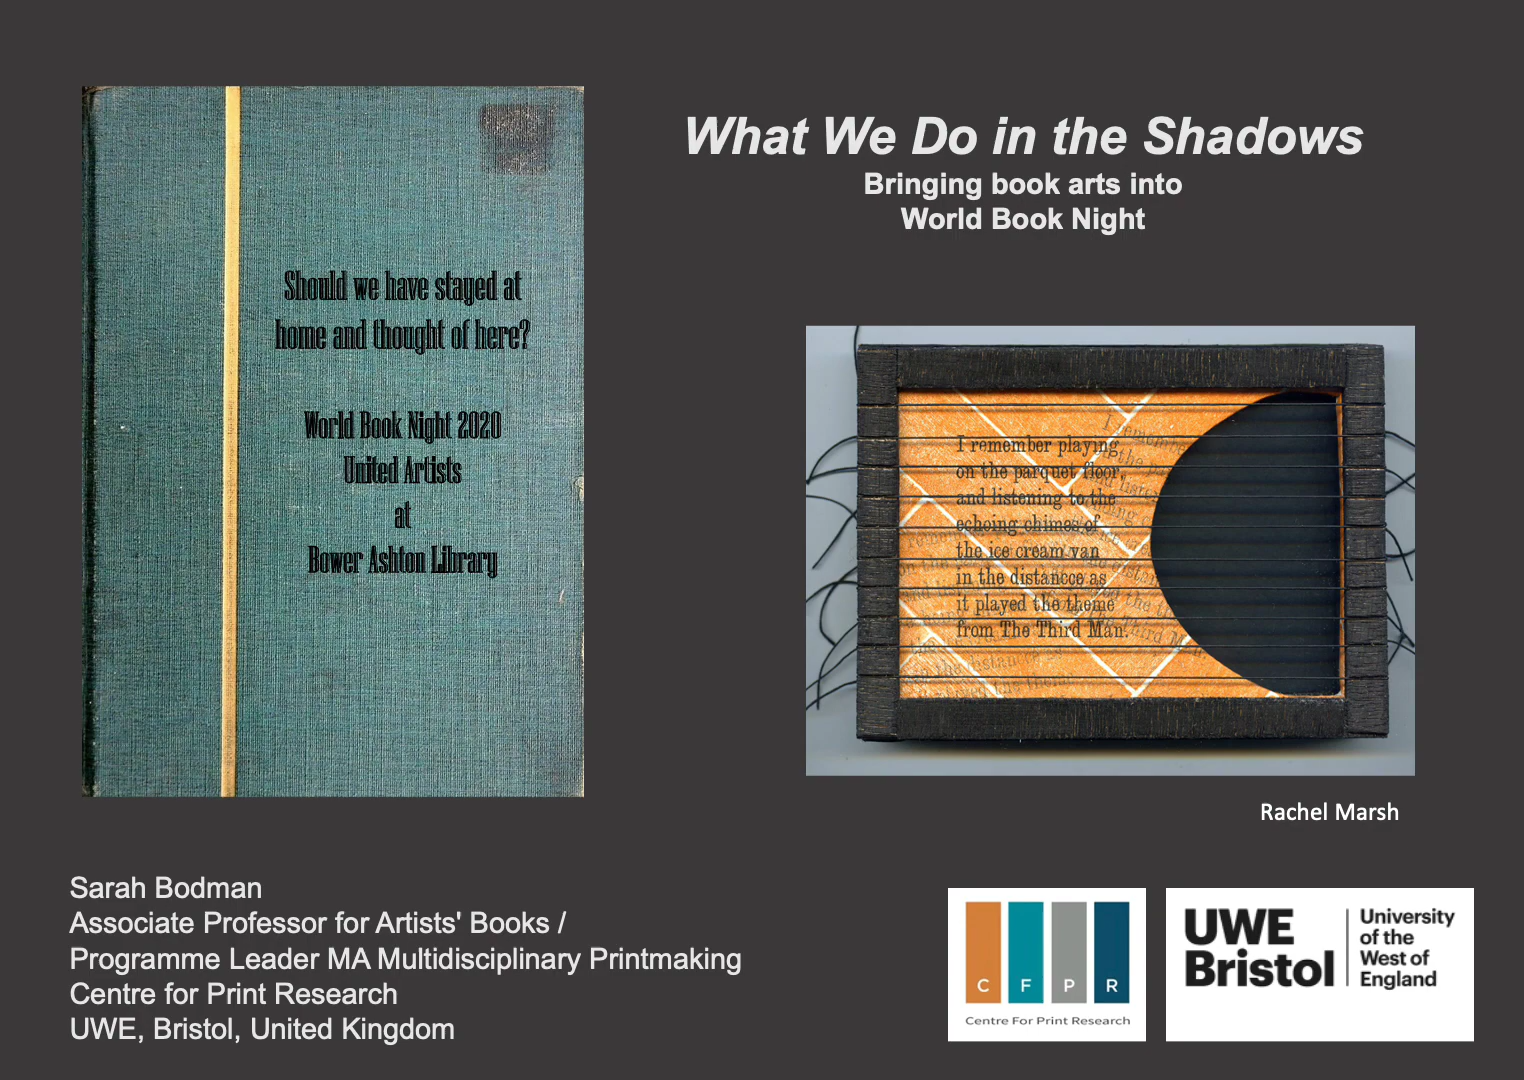 What We Do in the Shadows
Bringing book arts into
World Book Night
Should we have stayed at
home and thought of here?
World Book Night 2020
United Artists
at
Bower Ashton Library
I remember playing
on the parquet floor,
and listening to the
echoing chimes of
the ice cream van
in the distancce as
it played the theme
from The Third Man.
Rachel Marsh
Sarah Bodman
Associate Professor for Artists' Books /
Programme Leader MA Multidisciplinary Printmaking
Centre for Print Research
UWE, Bristol, United Kingdom
C F P R
Centre For Print Research
UWE
Bristol
University
of the
West of
England